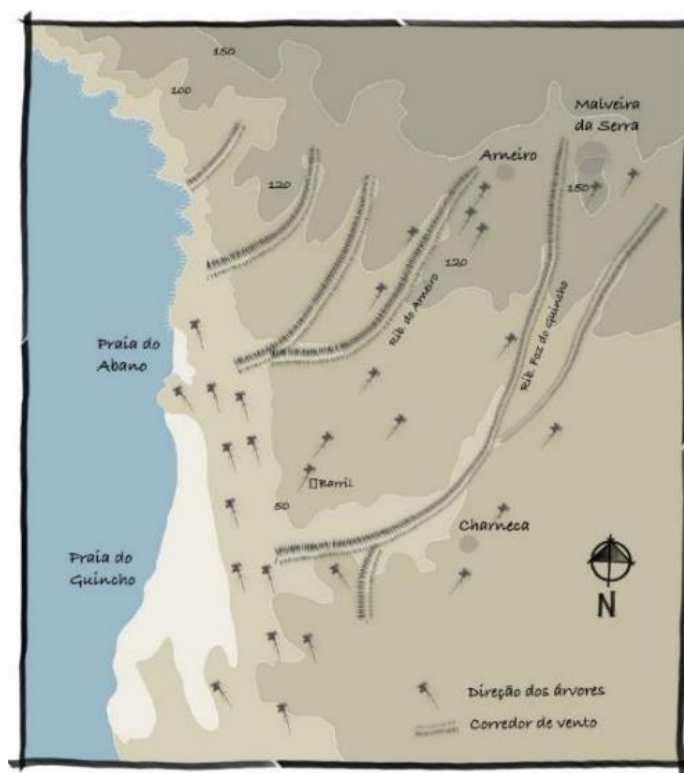 150
100
Malveira
da Serra
Arneiro
120
150
120
Rib. do Arneiro
Rib. Foz do Guincho
Praia do
Abano
Barril
50
Charneca
Praia do
Guincho
N
Direção dos árvores
Corredor de vento